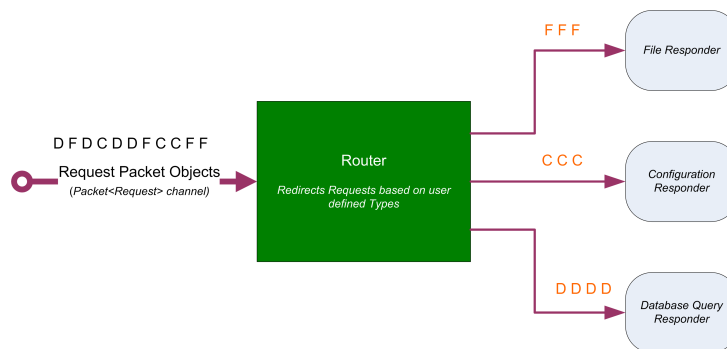 F F F
File Responder
D F D C D D F C C F F
Request Packet Objects
(Packet<Request> channel)
Router
Redirects Requests based on user
defined Types
C C C
Configuration
Responder
D D D D
Database Query
Responder